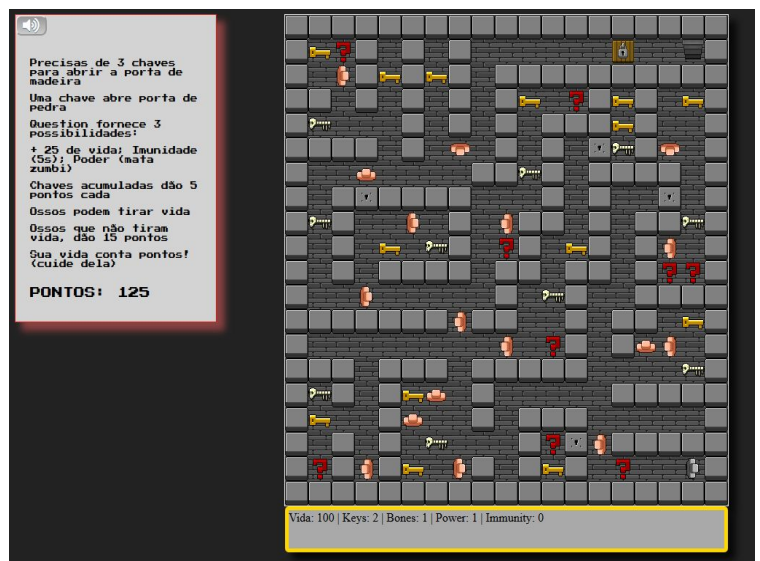 Precisas de 3 chaves
para abrir a porta de
madeira
Uma chave abre porta de
pedra
Question fornece 3
possibilidades:
+ 25 de vida; Imunidade
(5s); Poder (mata
zumbi)
Chaves acumuladas dão 5
pontos cada
Ossos podem tirar vida
Ossos que não tiram
vida, dão 15 pontos
Sua vida conta pontos!
(cuide dela)
PONTOS: 125
Vida: 100 | Keys: 2 | Bones: 1 | Power: 1 | Immunity: 0